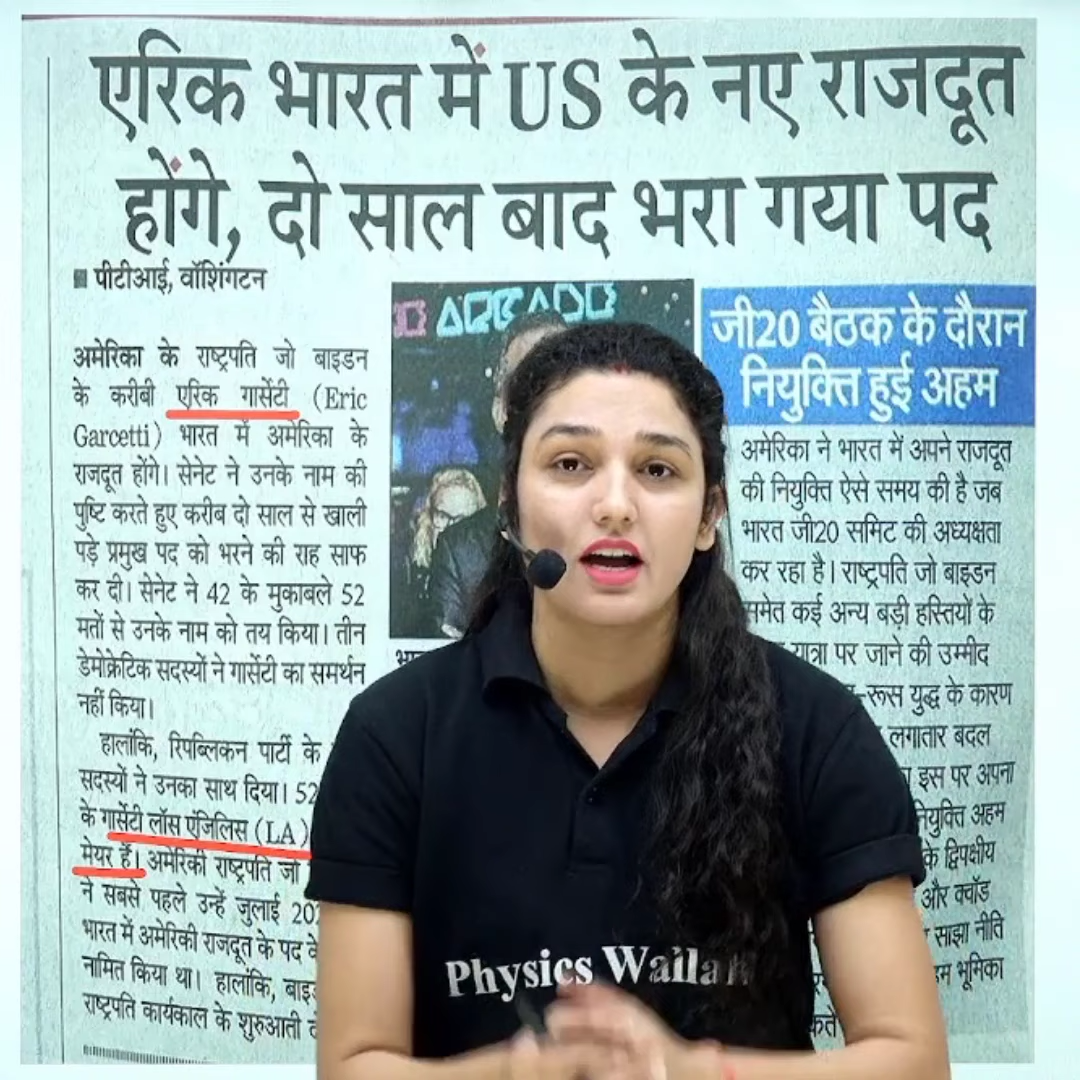 एरिक भारत में US के नए राजदूत
होंगे, दो साल बाद भरा गया पद
पीटीआई, वॉशिंगटन
अमेरिका के राष्ट्रपति जो बाइडन
के करीबी एरिक गार्सेटी (Eric
Garcetti) भारत में अमेरिका के
राजदूत होंगे। सेनेट ने उनके नाम की
पुष्टि करते हुए करीब दो साल से खाली
पड़े प्रमुख पद को भरने की राह साफ
कर दी। सेनेट ने 42 के मुकाबले 52
मतों से उनके नाम को तय किया। तीन
डेमोक्रेटिक सदस्यों ने गार्सेटी का समर्थन
नहीं किया।
हालांकि, रिपब्लिकन पार्टी के
सदस्यों ने उनका साथ दिया। 52
के गार्सेटी लॉस एंजिलिस (LA)
मेयर हैं। अमेरिकी राष्ट्रपति जो
ने सबसे पहले उन्हें जुलाई
भारत में अमेरिकी राजदूत के पद
नामित किया था। हालांकि,
राष्ट्रपति कार्यकाल के शुरुआती
ARCADE
जी20 बैठक के दौरान
नियुक्ति हुई अहम
अमेरिका ने भारत में अपने राजदूत
की नियुक्ति ऐसे समय की है जब
भारत जी20 समिट की अध्यक्षता
कर रहा है। राष्ट्रपति जो बाइडन
समेत कई अन्य बड़ी हस्तियों के
यात्रा पर जाने की उम्मीद
-रूस युद्ध के कारण
लगातार बदल
इस पर अपना
नियुक्ति अहम
के द्विपक्षीय
और क्वॉड
साझा नीति
भूमिका
Physics Wallah